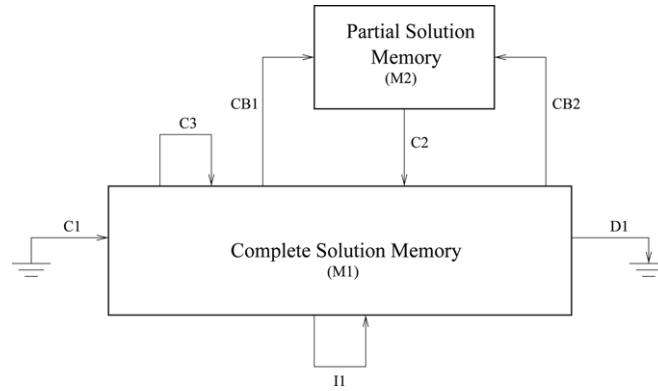 Partial Solution
Memory
(M2)
CB1
CB2
C3
C2
C1
D1
Complete Solution Memory
(M1)
I1